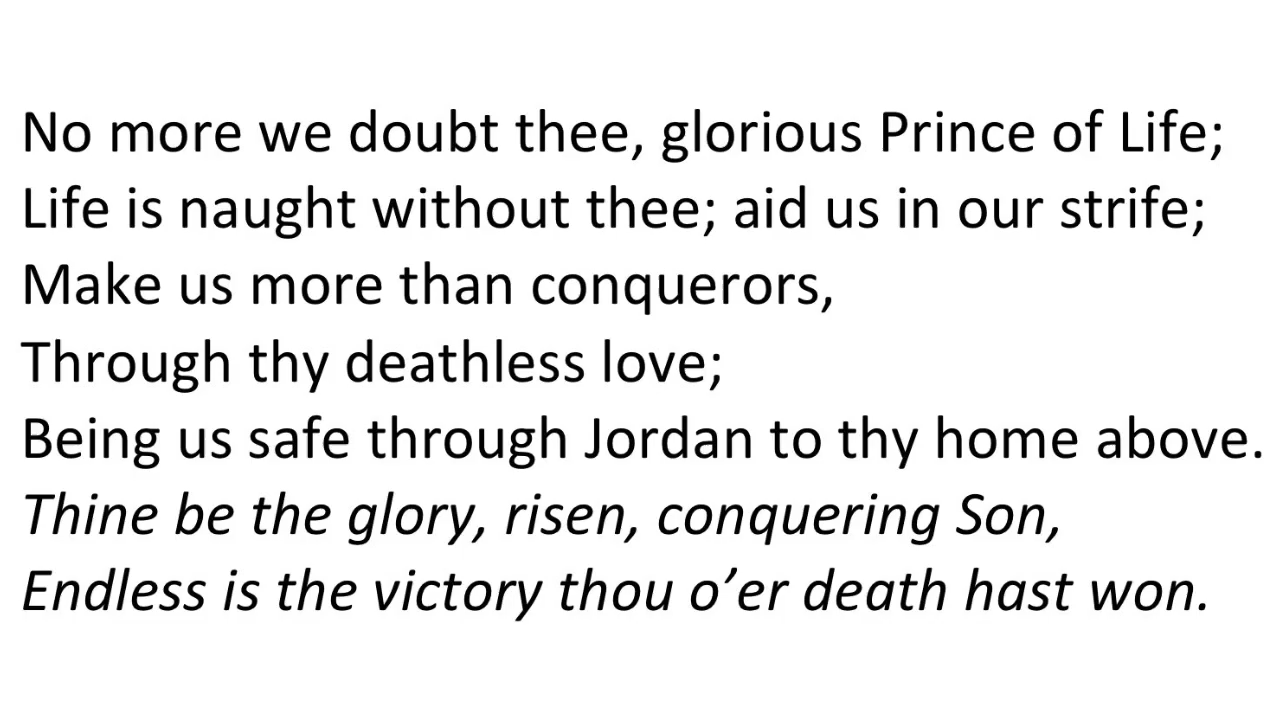 No more we doubt thee, glorious Prince of Life;
Life is naught without thee; aid us in our strife;
Make us more than conquerors,
Through thy deathless love;
Being us safe through Jordan to thy home above.
Thine be the glory, risen, conquering Son,
Endless is the victory thou o’er death hast won.